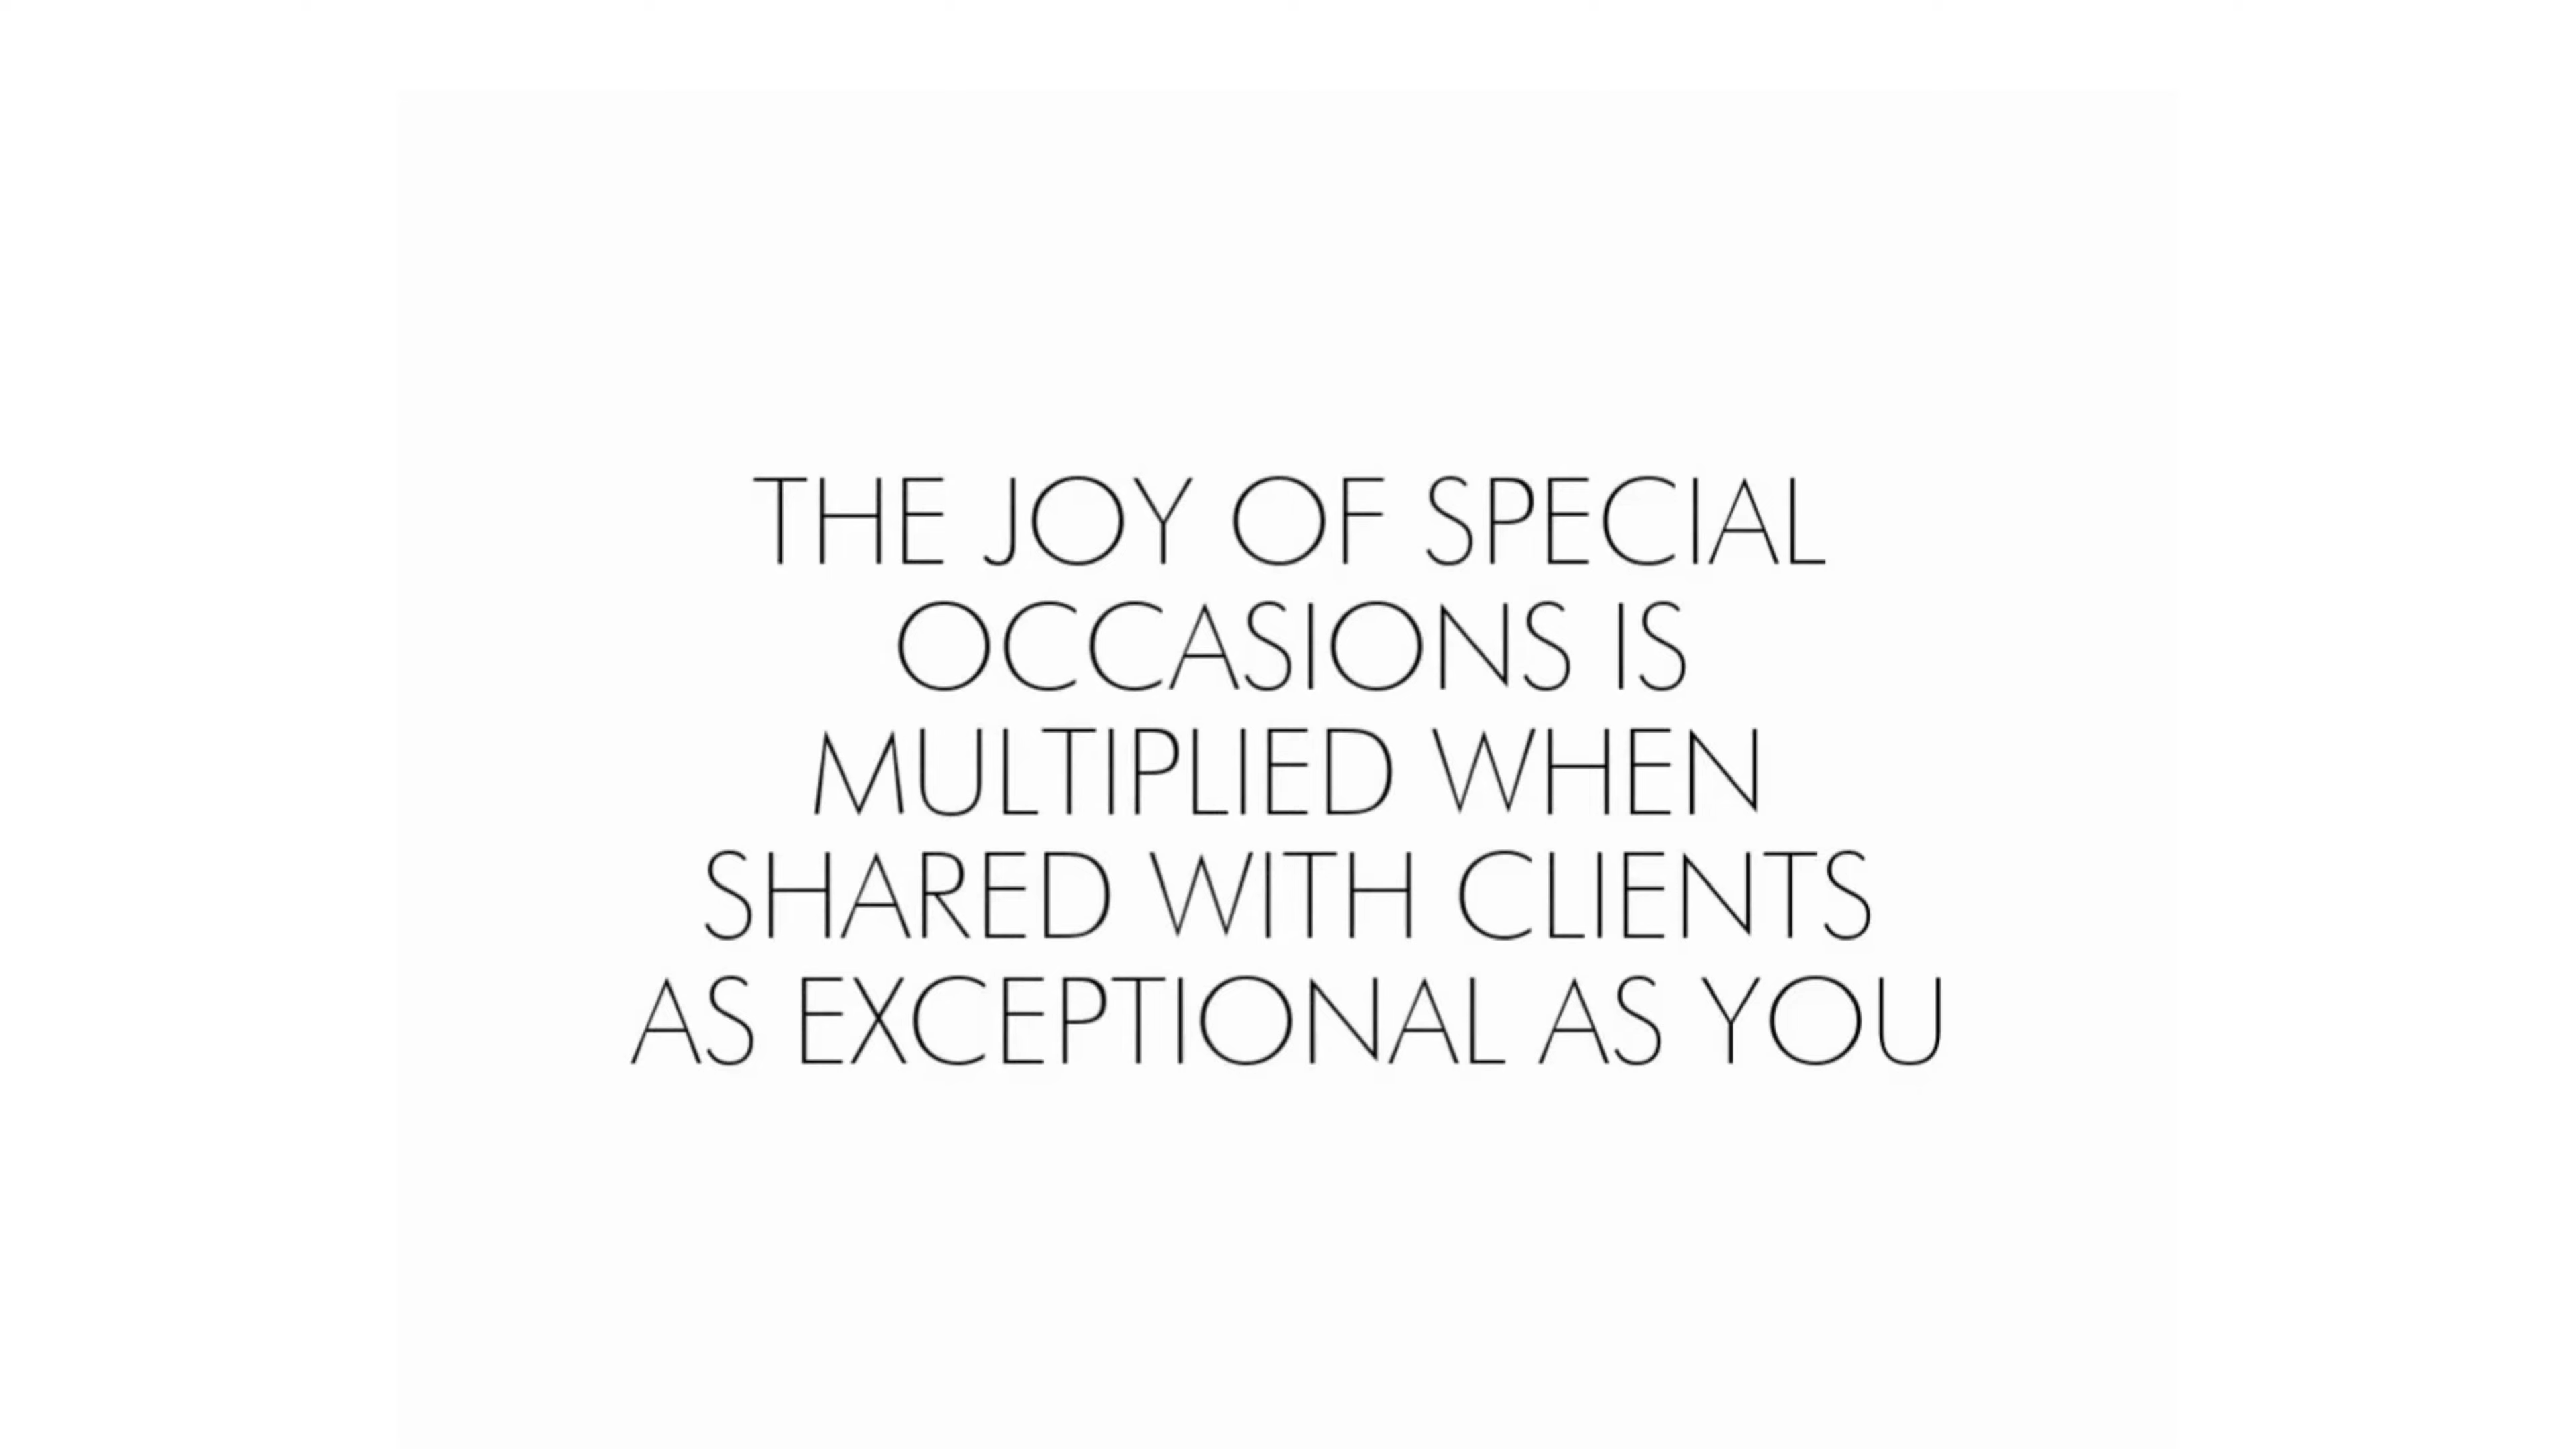 THE JOY OF SPECIAL
OCCASIONS IS
MULTIPLIED WHEN
SHARED WITH CLIENTS
AS EXCEPTIONAL AS YOU